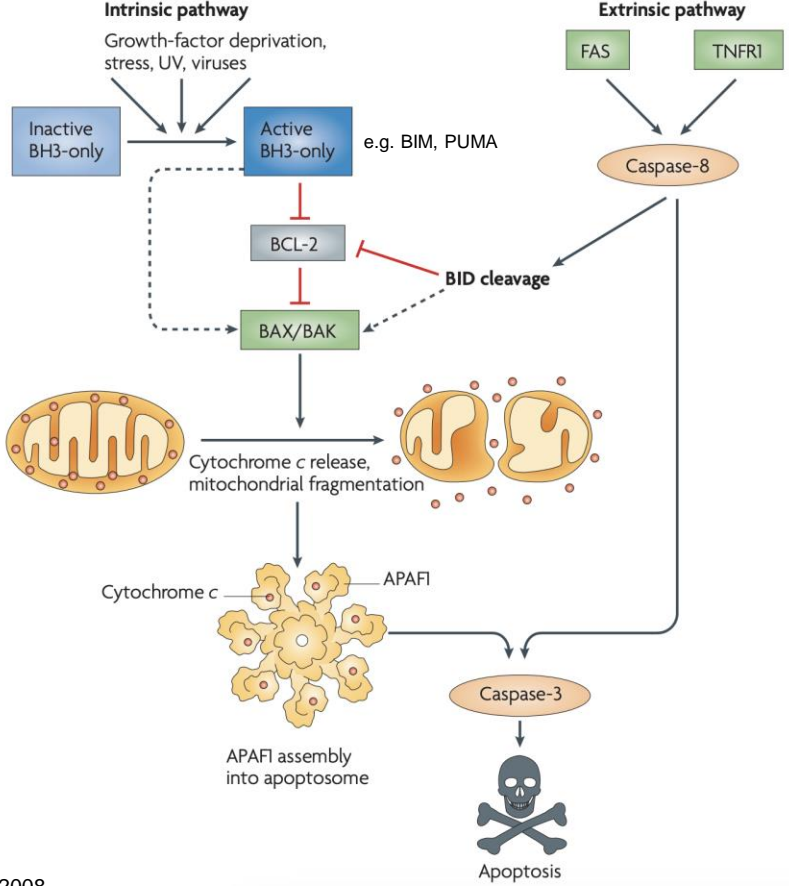 Intrinsic pathway
Extrinsic pathway
Growth-factor deprivation,
stress, UV, viruses
FAS
TNFR1
Inactive
BH3-only
Active
BH3-only
e.g. BIM, PUMA
Caspase-8
BCL-2
BID cleavage
BAX/BAK
Cytochrome c release,
mitochondrial fragmentation
Cytochrome c
APAF1
Caspase-3
APAF1 assembly
into apoptosome
Apoptosis
2008